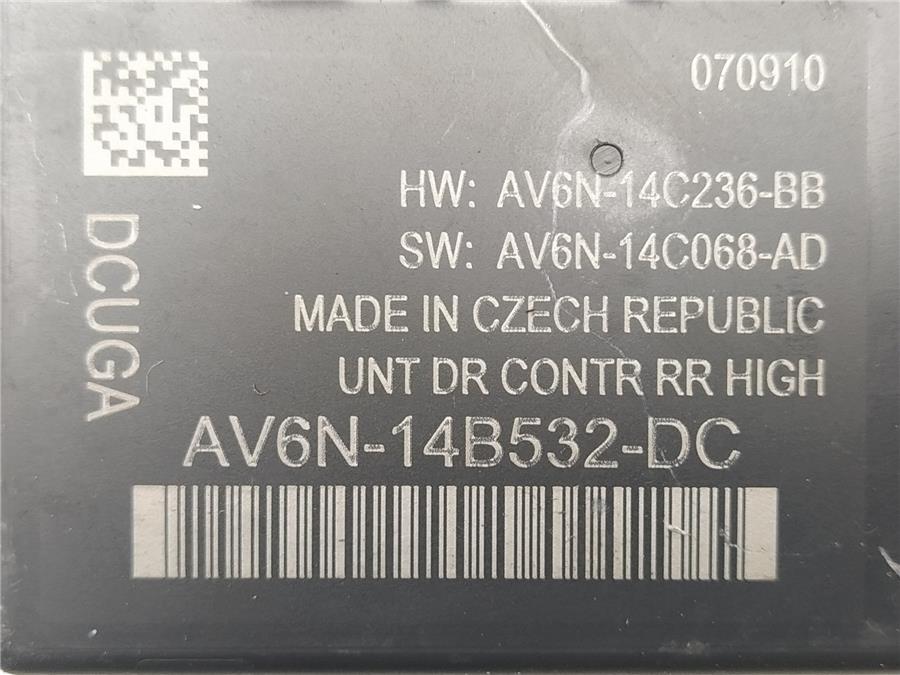 070910
HW: AV6N-14C236-BB
SW: AV6N-14C068-AD
MADE IN CZECH REPUBLIC
UNT DR CONTR RR HIGH
DCUGA
AV6N-14B532-DC